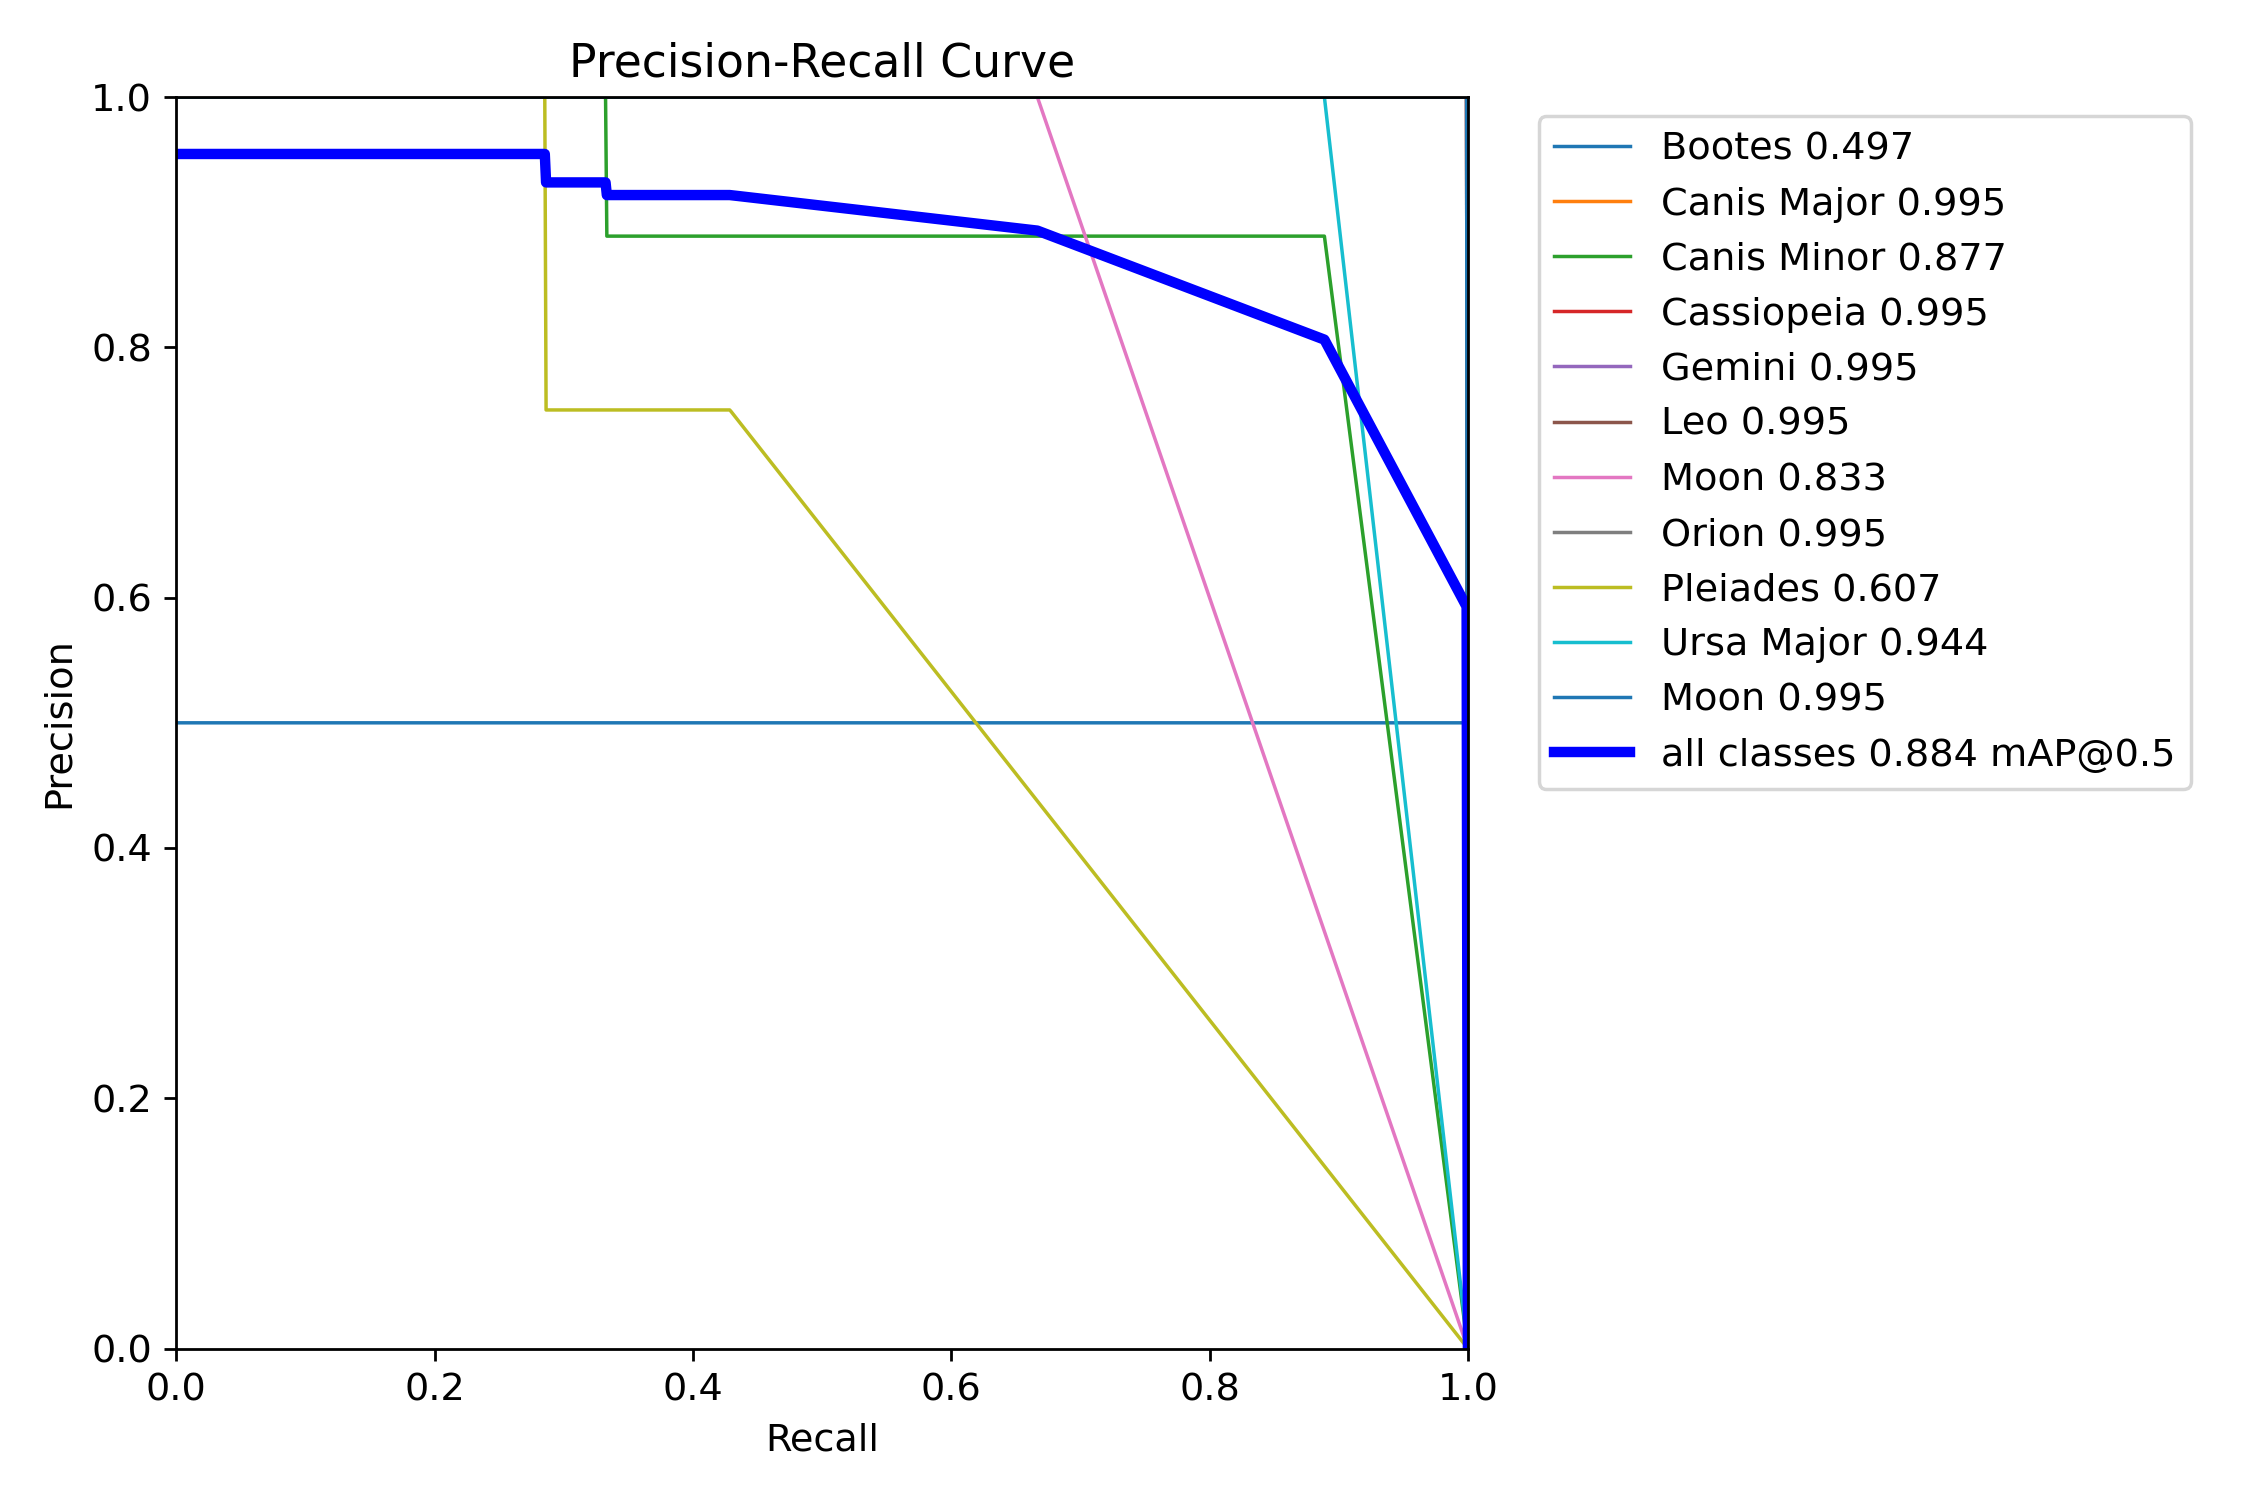 Precision-Recall Curve
1.0
0.8
0.6
0.4
0.2
0.0
Precision
0.0 0.2 0.4 0.6 0.8 1.0
Recall
Bootes 0.497
Canis Major 0.995
Canis Minor 0.877
Cassiopeia 0.995
Gemini 0.995
Leo 0.995
Moon 0.833
Orion 0.995
Pleiades 0.607
Ursa Major 0.944
Moon 0.995
all classes 0.884 mAP@0.5